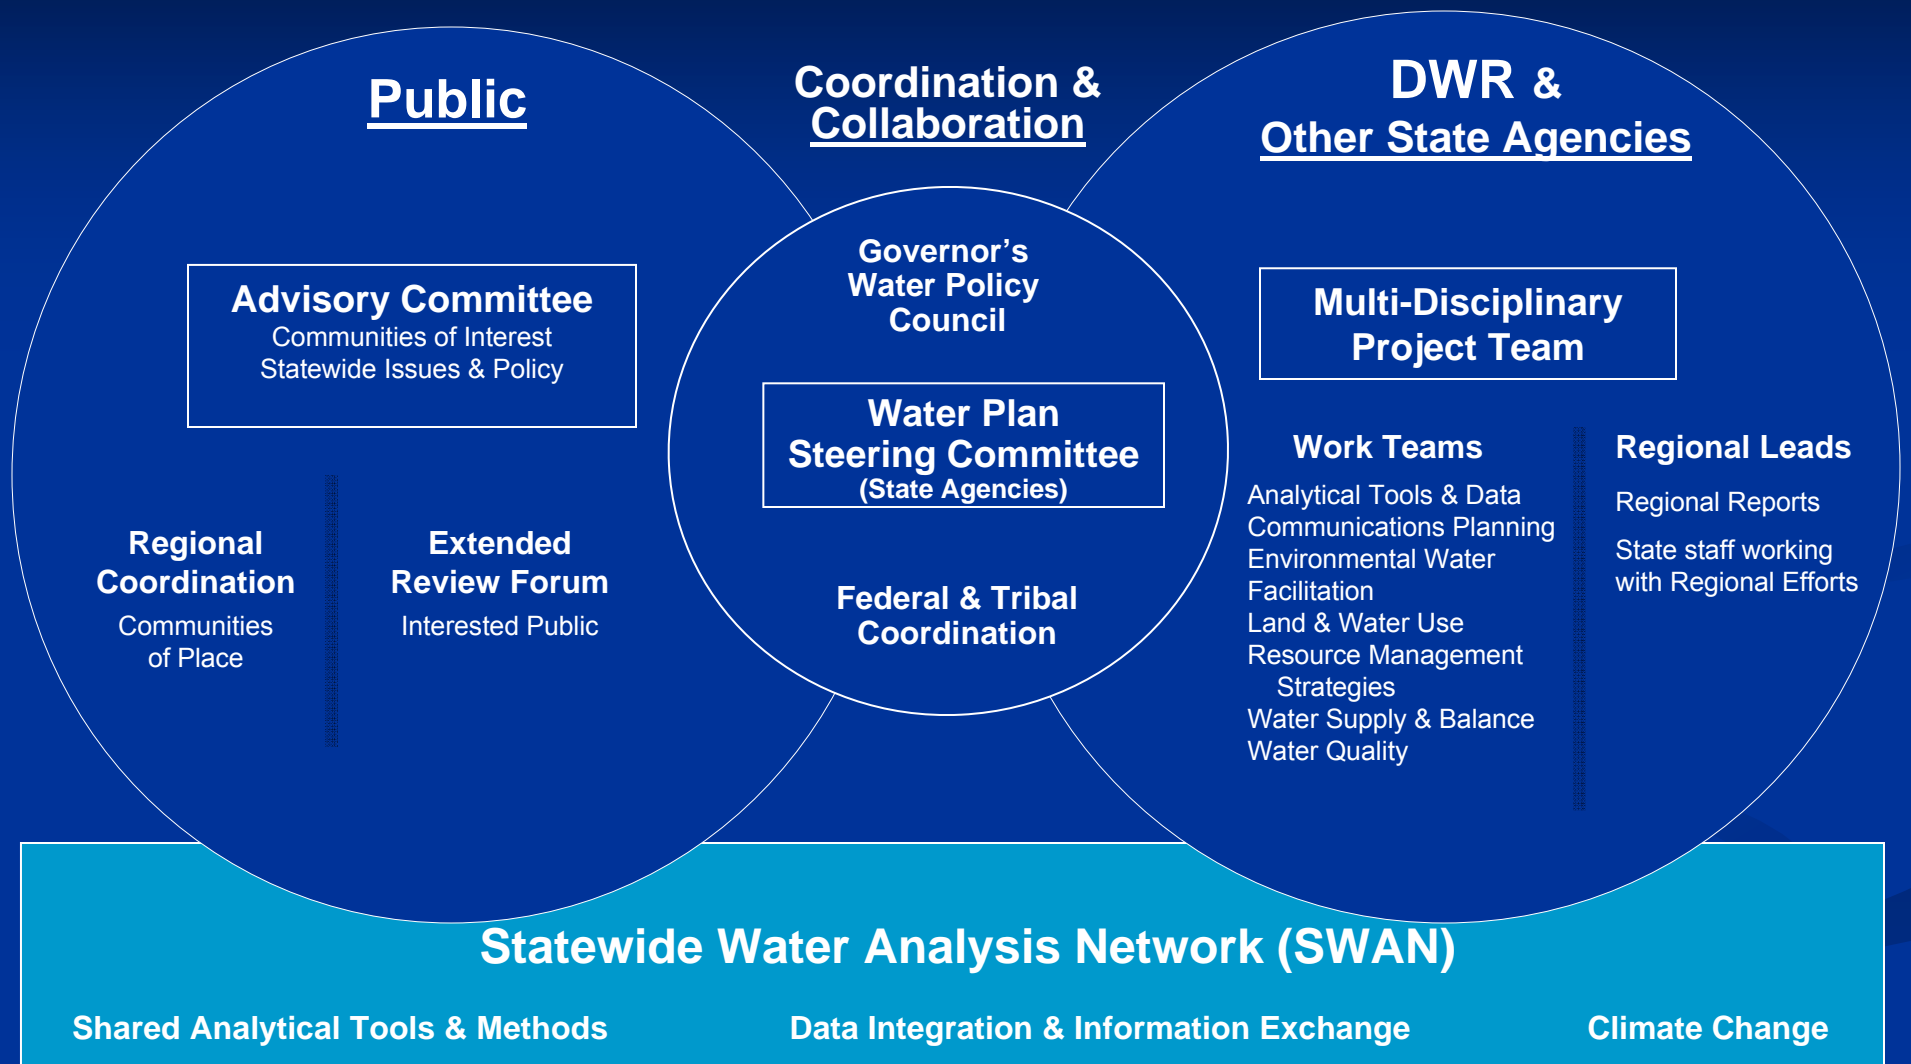 Public
Advisory Committee
Communities of Interest
Statewide Issues & Policy
Regional
Coordination
Communities
of Place
Extended
Review Forum
Interested Public
Coordination &
Collaboration
Governor’s
Water Policy
Council
Water Plan
Steering Committee
(State Agencies)
Federal & Tribal
Coordination
DWR &
Other State Agencies
Multi-Disciplinary
Project Team
Work Teams
Analytical Tools & Data
Communications Planning
Environmental Water
Facilitation
Land & Water Use
Resource Management
Strategies
Water Supply & Balance
Water Quality
Regional Leads
Regional Reports
State staff working
with Regional Efforts
Statewide Water Analysis Network (SWAN)
Shared Analytical Tools & Methods
Data Integration & Information Exchange
Climate Change